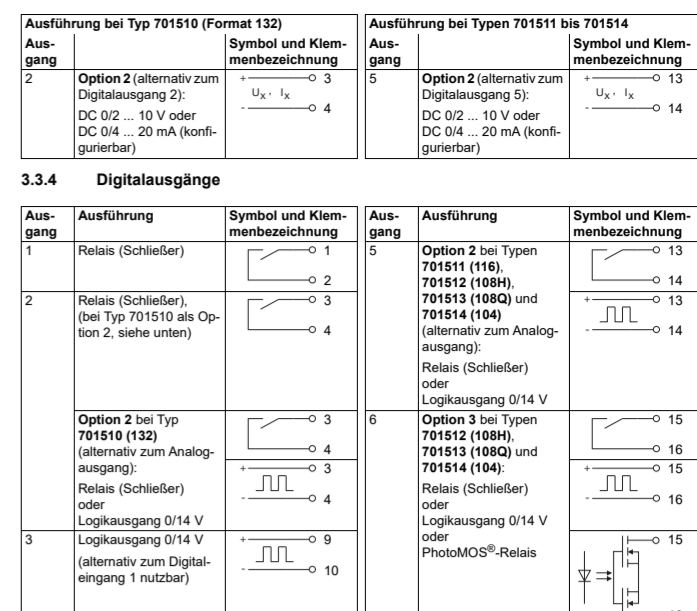 Ausführung bei Typ 701510 (Format 132)
Aus-
gang
Symbol und Klem-
menbezeichnung
2
Option 2 (alternativ zum
Digitalausgang 2):
DC 0/2 ... 10 V oder
DC 0/4 ... 20 mA (konfi-
gurierbar)
+ 3
Ux, Ix
- 4
Ausführung bei Typen 701511 bis 701514
Aus-
gang
Symbol und Klem-
menbezeichnung
5
Option 2 (alternativ zum
Digitalausgang 5):
DC 0/2 ... 10 V oder
DC 0/4 ... 20 mA (konfi-
gurierbar)
+ 13
Ux, Ix
- 14
3.3.4 Digitalausgänge
Aus-
gang
Ausführung
Symbol und Klem-
menbezeichnung
1
Relais (Schließer)
1
2
2
Relais (Schließer),
(bei Typ 701510 als Op-
tion 2, siehe unten)
3
4
Option 2 bei Typ
701510 (132)
(alternativ zum Analog-
ausgang):
Relais (Schließer)
oder
Logikausgang 0/14 V
3
4
+ 3
- 4
3
Logikausgang 0/14 V
(alternativ zum Digital-
eingang 1 nutzbar)
+ 9
- 10
Aus-
gang
Ausführung
Symbol und Klem-
menbezeichnung
5
Option 2 bei Typen
701511 (116),
701512 (108H),
701513 (108Q) und
701514 (104)
(alternativ zum Analog-
ausgang):
Relais (Schließer)
oder
Logikausgang 0/14 V
13
14
+ 13
- 14
6
Option 3 bei Typen
701512 (108H),
701513 (108Q) und
701514 (104):
Relais (Schließer)
oder
Logikausgang 0/14 V
oder
PhotoMOS®-Relais
15
16
+ 15
- 16
15